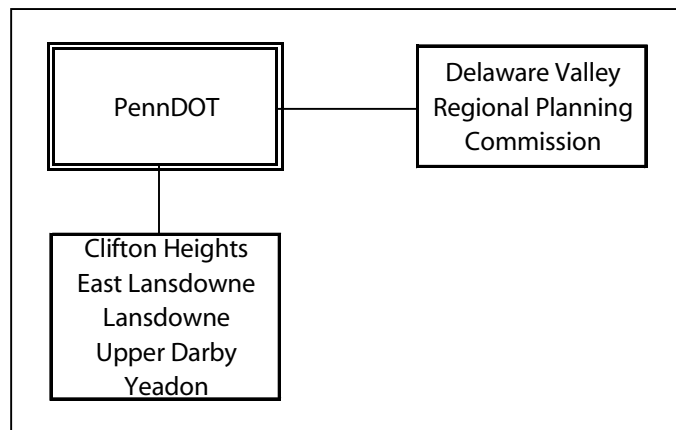 PennDOT
Delaware Valley
Regional Planning
Commission
Clifton Heights
East Lansdowne
Lansdowne
Upper Darby
Yeadon